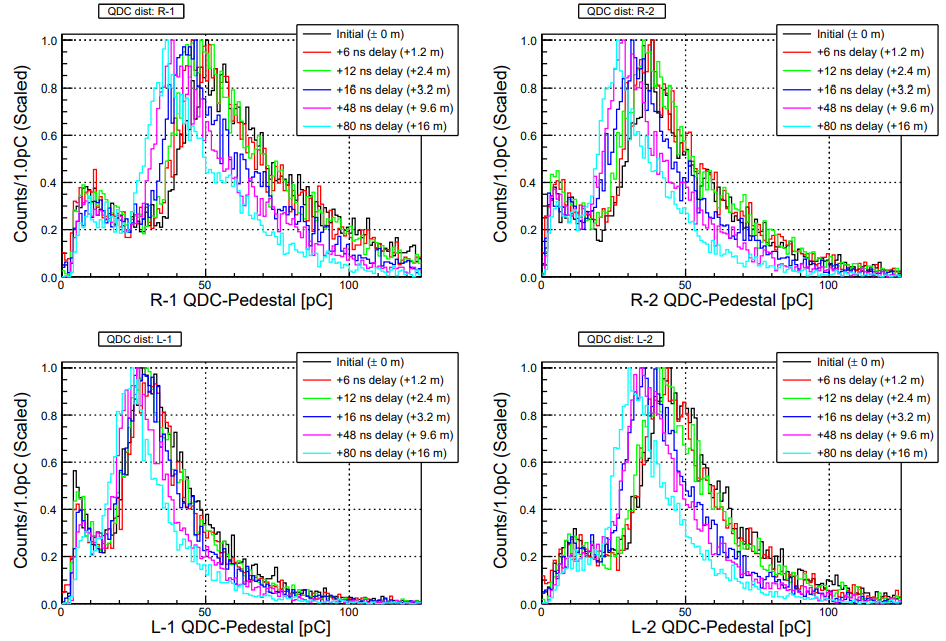 QDC dist: R-1
Initial (± 0 m)
+6 ns delay (+1.2 m)
+12 ns delay (+2.4 m)
+16 ns delay (+3.2 m)
+48 ns delay (+ 9.6 m)
+80 ns delay (+16 m)
Counts/1.0pC (Scaled)
1.0
0.8
0.6
0.4
0.2
0.0
0 50 100
R-1 QDC-Pedestal [pC]
QDC dist: R-2
Initial (± 0 m)
+6 ns delay (+1.2 m)
+12 ns delay (+2.4 m)
+16 ns delay (+3.2 m)
+48 ns delay (+ 9.6 m)
+80 ns delay (+16 m)
Counts/1.0pC (Scaled)
1.0
0.8
0.6
0.4
0.2
0.0
0 50 100
R-2 QDC-Pedestal [pC]
QDC dist: L-1
Initial (± 0 m)
+6 ns delay (+1.2 m)
+12 ns delay (+2.4 m)
+16 ns delay (+3.2 m)
+48 ns delay (+ 9.6 m)
+80 ns delay (+16 m)
Counts/1.0pC (Scaled)
1.0
0.8
0.6
0.4
0.2
0.0
0 50 100
L-1 QDC-Pedestal [pC]
QDC dist: L-2
Initial (± 0 m)
+6 ns delay (+1.2 m)
+12 ns delay (+2.4 m)
+16 ns delay (+3.2 m)
+48 ns delay (+ 9.6 m)
+80 ns delay (+16 m)
Counts/1.0pC (Scaled)
1.0
0.8
0.6
0.4
0.2
0.0
0 50 100
L-2 QDC-Pedestal [pC]